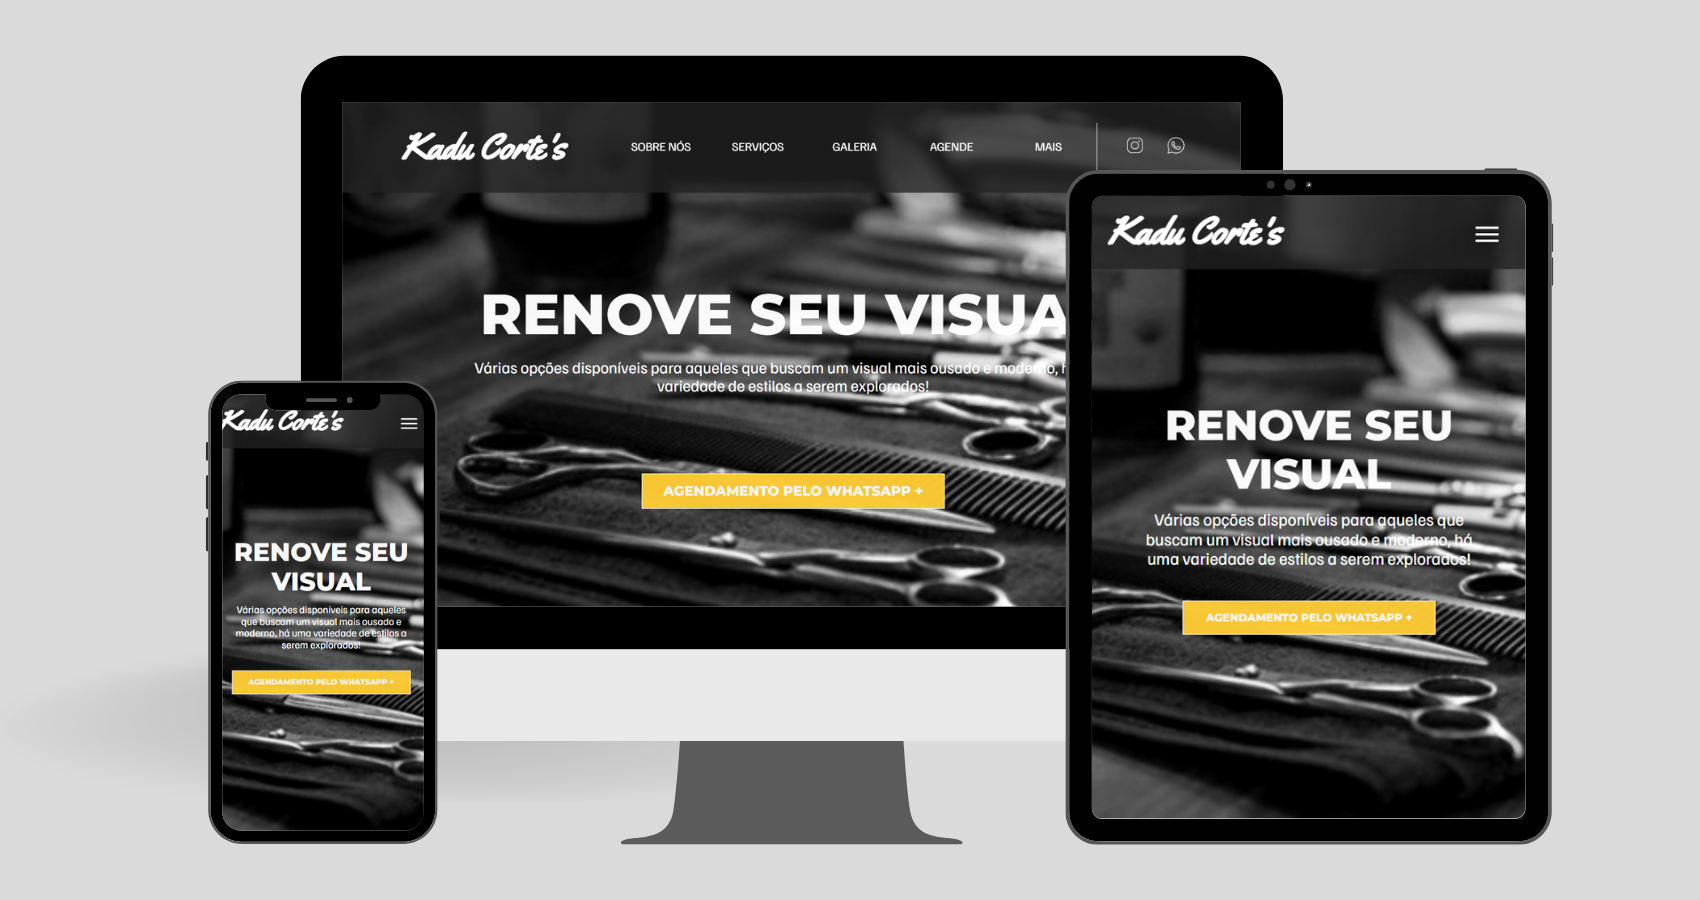 Kadu Corte's
SOBRE NÓS SERVIÇOS GALERIA AGENDE MAIS
RENOVE SEU VISUA
Várias opções disponíveis para aqueles que buscam um visual mais ousado e moderno, h
variedade de estilos a serem explorados!
AGENDAMENTO PELO WHATSAPP +
Kadu Corte's
RENOVE SEU
VISUAL
Várias opções disponíveis para aqueles
que buscam um visual mais ousado e
moderno, há uma variedade de estilos a
serem explorados!
AGENDAMENTO PELO WHATSAPP +
Kadu Corte's
RENOVE SEU
VISUAL
Várias opções disponíveis para aqueles que
buscam um visual mais ousado e moderno, há
uma variedade de estilos a serem explorados!
AGENDAMENTO PELO WHATSAPP +